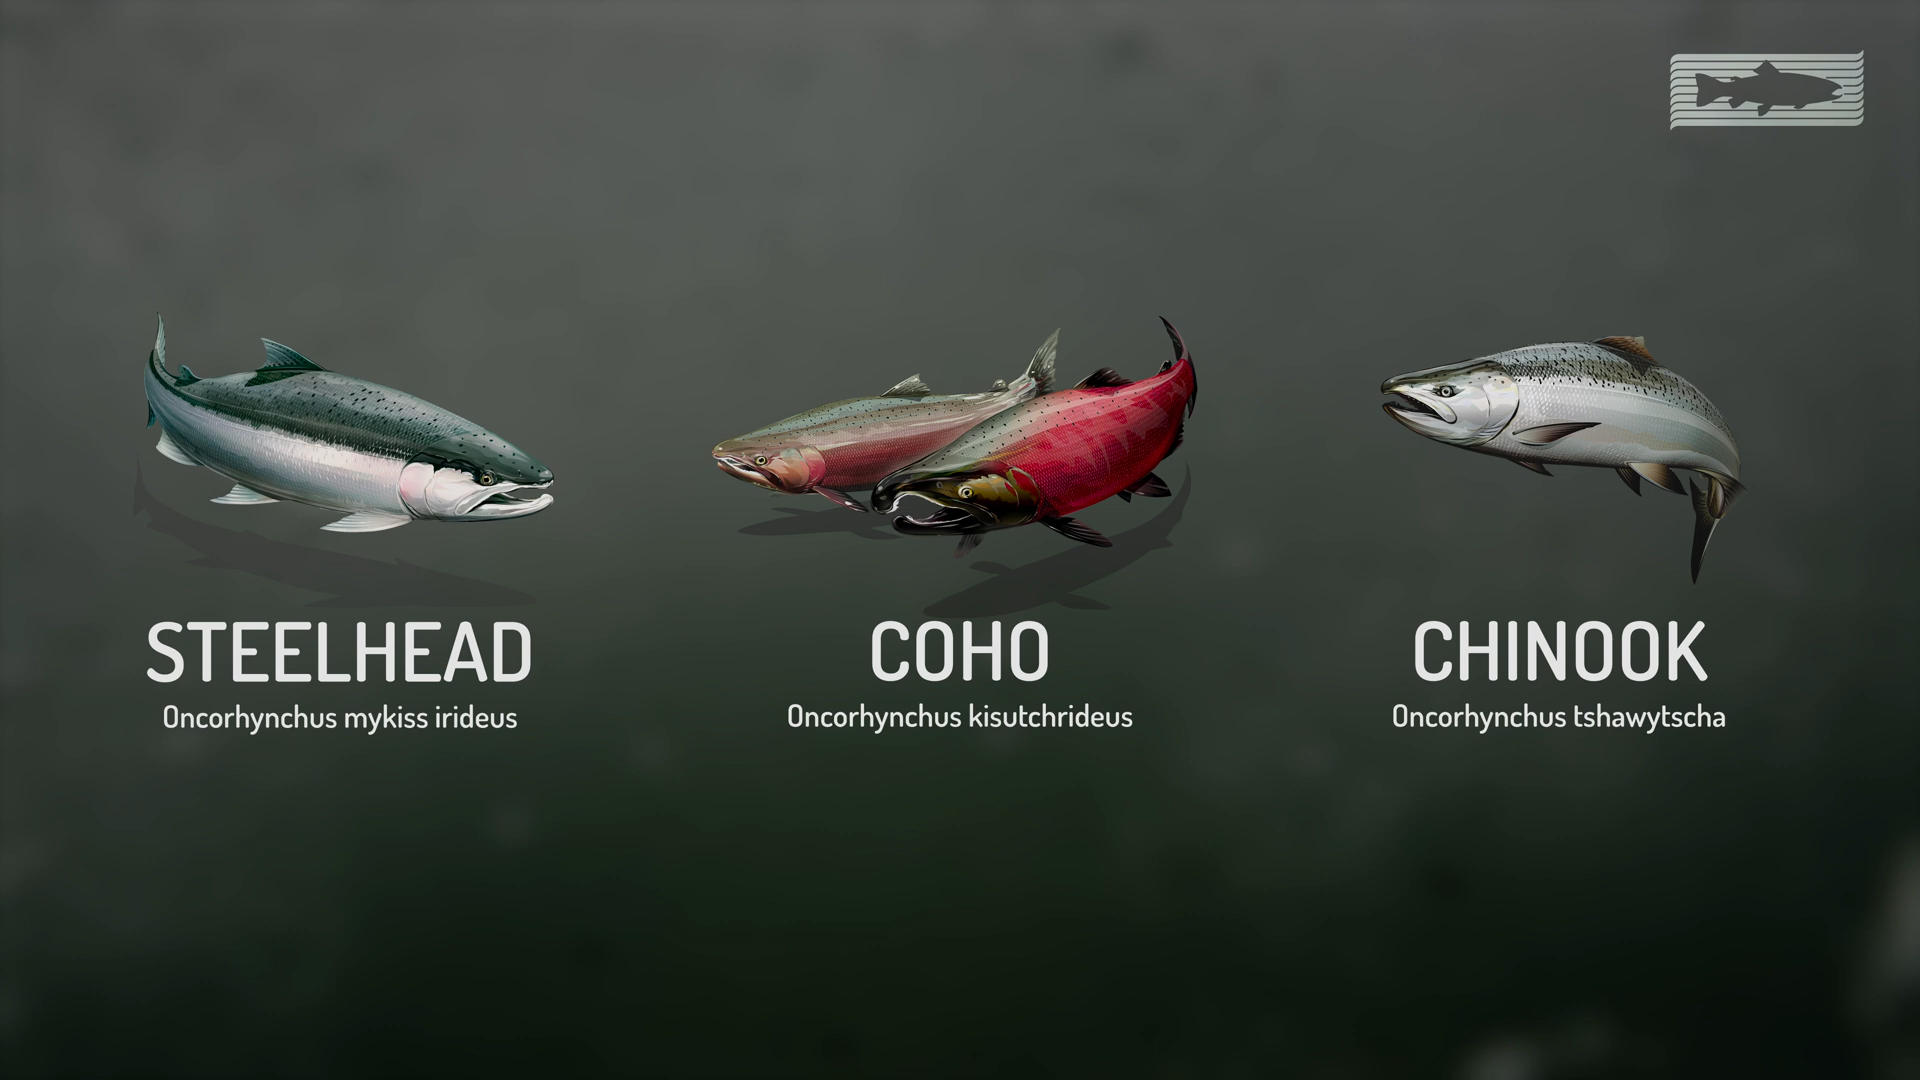 STEELHEAD
Oncorhynchus mykiss irideus
COHO
Oncorhynchus kisutchrideus
CHINOOK
Oncorhynchus tshawytscha